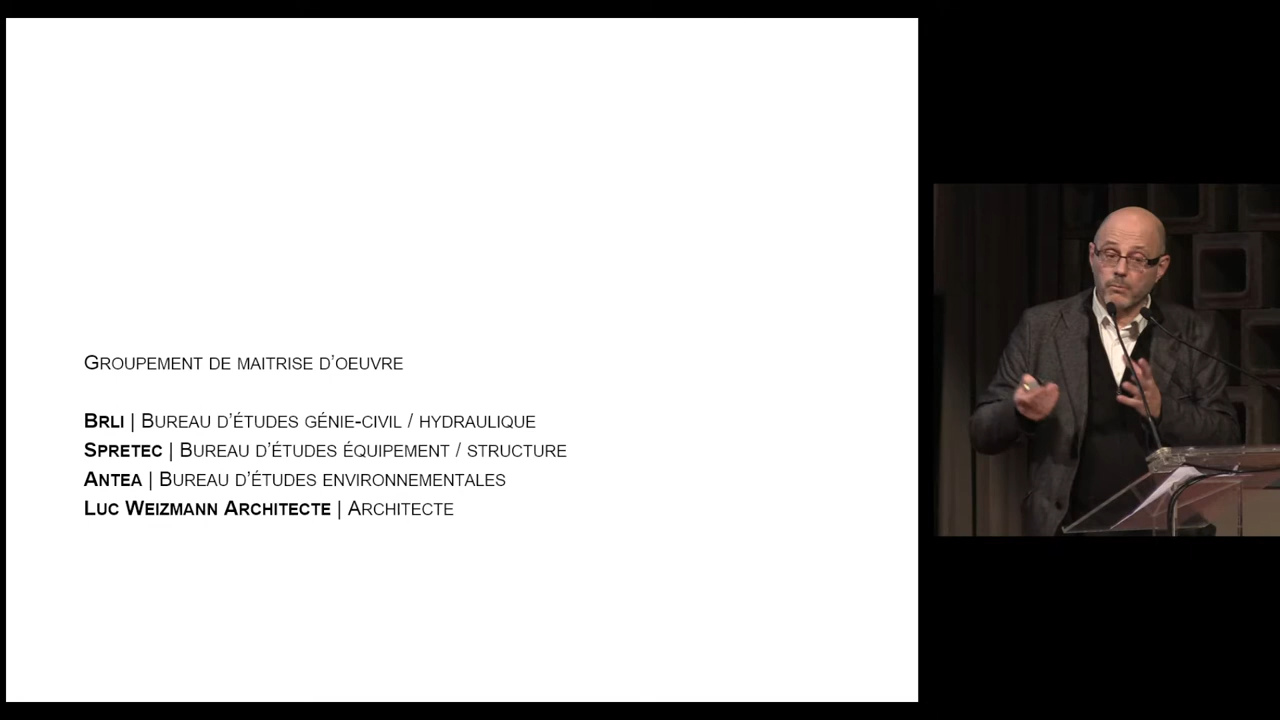 Groupement de maitrise d'oeuvre
Brli | Bureau d'études génie-civil / hydraulique
Spretec | Bureau d'études équipement / structure
Antea | Bureau d'études environnementales
Luc Weizmann Architecte | Architecte